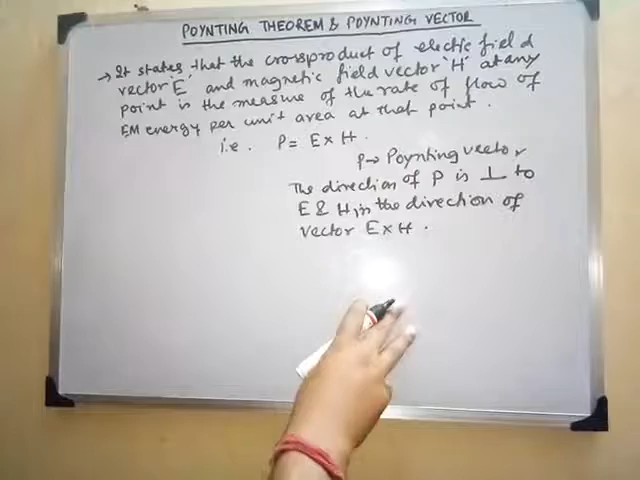 POYNTING THEOREM & POYNTING VECTOR
→ It states that the crossproduct of electic field
vector 'E' and magnetic field vector 'H' at any
point is the measure of the rate of flow of
EM energy per unit area at that point.
i.e. P = E × H.
P → Poynting vector
The direction of P is ⊥ to
E & H, in the direction of
vector E × H.